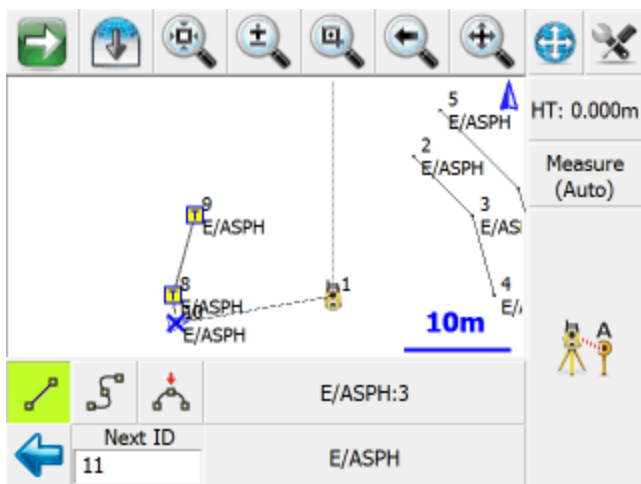 5
E/ASPH
HT: 0.000m
2
E/ASPH
Measure
(Auto)
9
E/ASPH
3
E/AS
8
E/ASPH
1
4
E/
10
E/ASPH
10m
A
T
T
E/ASPH:3
Next ID
11
E/ASPH